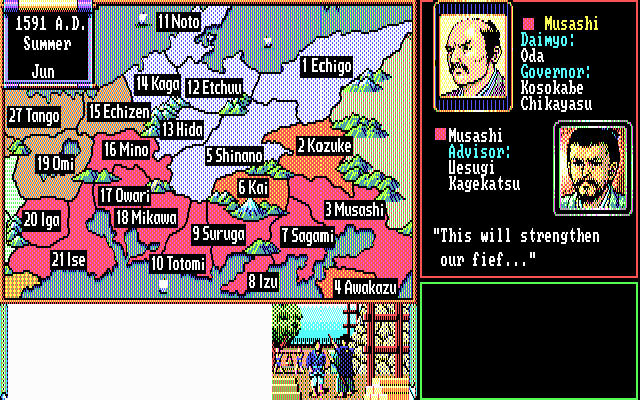 1591 A.D.
Summer
Jun
11 Noto
1 Echigo
14 Kaga
12 Etchuu
27 Tango
15 Echizen
13 Hida
2 Kozuke
16 Mino
5 Shinano
19 Omi
6 Kai
17 Owari
3 Musashi
20 Iga
18 Mikawa
9 Suruga
7 Sagami
21 Ise
10 Totomi
8 Izu
4 Awakazu
Musashi
Daimyo:
Oda
Governor:
Kosokabe
Chikayasu
Musashi
Advisor:
Uesugi
Kagekatsu
"This will strengthen
our fief..."